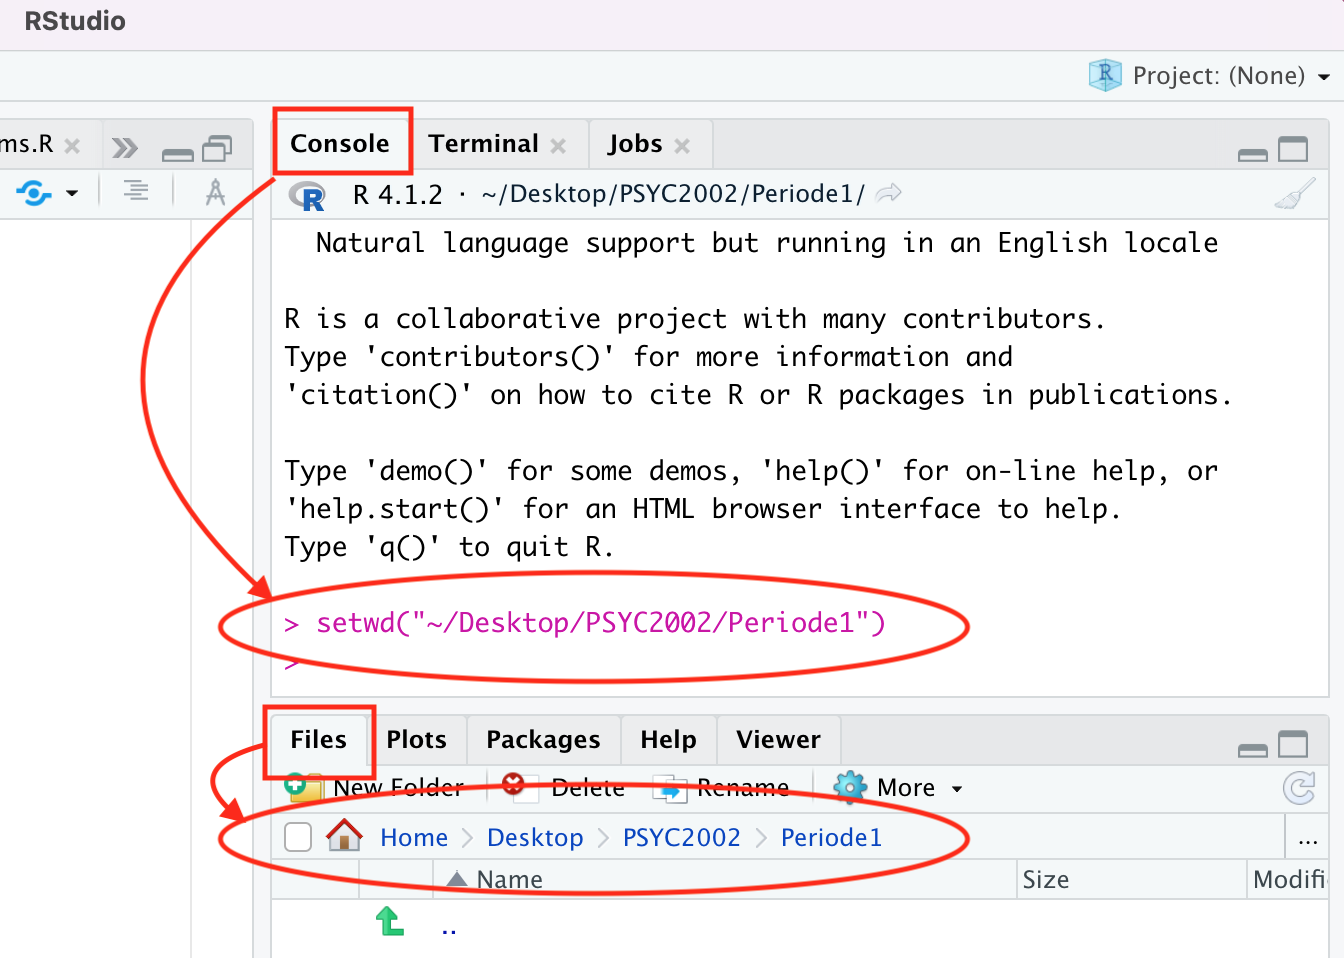 RStudio
Project: (None)
ms.R
Console Terminal Jobs
R 4.1.2 · ~/Desktop/PSYC2002/Periode1/
Natural language support but running in an English locale
R is a collaborative project with many contributors.
Type 'contributors()' for more information and
'citation()' on how to cite R or R packages in publications.
Type 'demo()' for some demos, 'help()' for on-line help, or
'help.start()' for an HTML browser interface to help.
Type 'q()' to quit R.
> setwd("~/Desktop/PSYC2002/Periode1")
>
Files Plots Packages Help Viewer
New Folder Delete Rename More
Home Desktop PSYC2002 Periode1 ...
Name Size Modifi
..